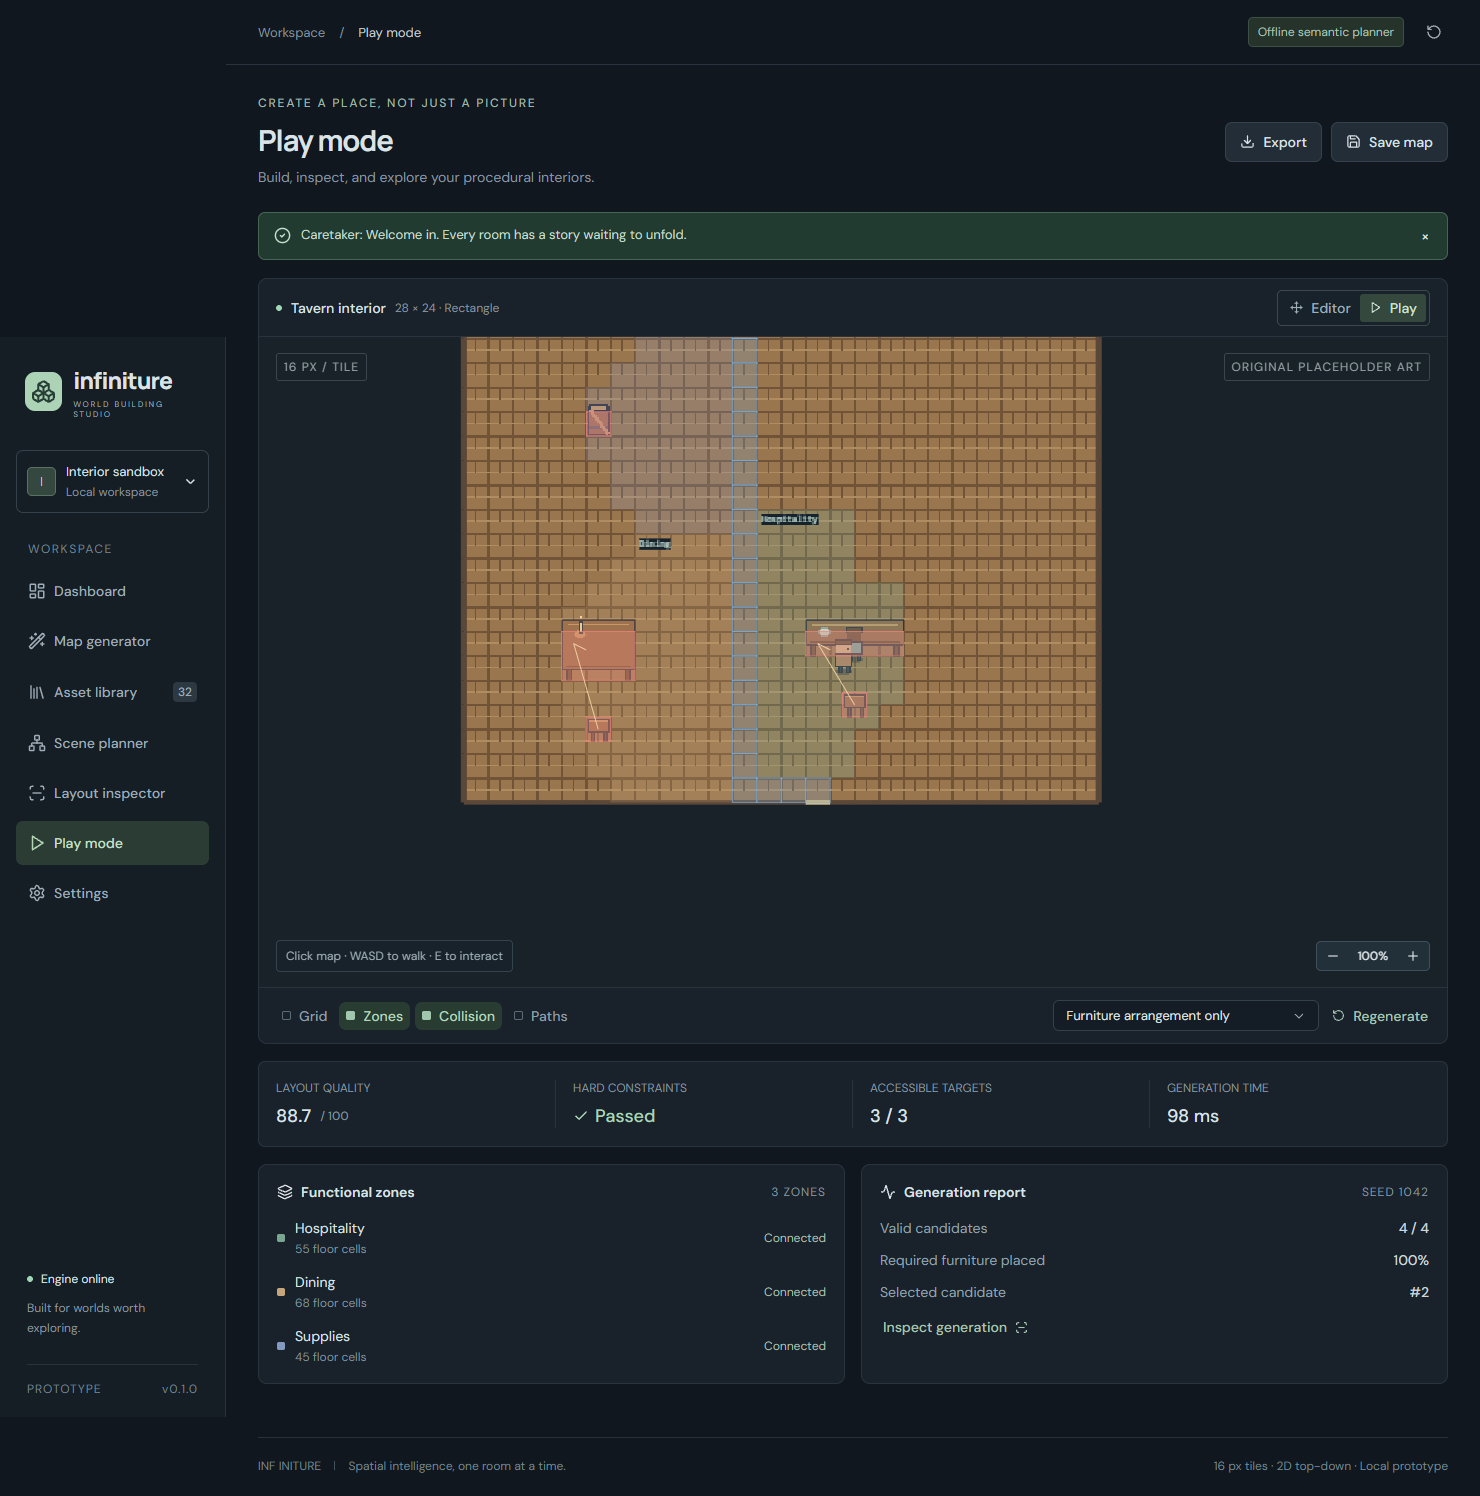 Workspace / Play mode
Offline semantic planner
CREATE A PLACE, NOT JUST A PICTURE
Play mode
Build, inspect, and explore your procedural interiors.
Export
Save map
Caretaker: Welcome in. Every room has a story waiting to unfold.
×
Tavern interior 28 × 24 · Rectangle
Editor
Play
16 PX / TILE
ORIGINAL PLACEHOLDER ART
infiniture
WORLD BUILDING
STUDIO
I
Interior sandbox
Local workspace
WORKSPACE
Dashboard
Map generator
Asset library 32
Scene planner
Layout inspector
Play mode
Settings
Hospitality
Dining
Click map · WASD to walk · E to interact
100%
Grid
Zones
Collision
Paths
Furniture arrangement only
Regenerate
LAYOUT QUALITY
88.7 / 100
HARD CONSTRAINTS
Passed
ACCESSIBLE TARGETS
3 / 3
GENERATION TIME
98 ms
Functional zones
3 ZONES
Hospitality
55 floor cells
Connected
Dining
68 floor cells
Connected
Supplies
45 floor cells
Connected
Generation report
SEED 1042
Valid candidates 4 / 4
Required furniture placed 100%
Selected candidate #2
Inspect generation
Engine online
Built for worlds worth
exploring.
PROTOTYPE v0.1.0
INF INITURE | Spatial intelligence, one room at a time.
16 px tiles · 2D top-down · Local prototype